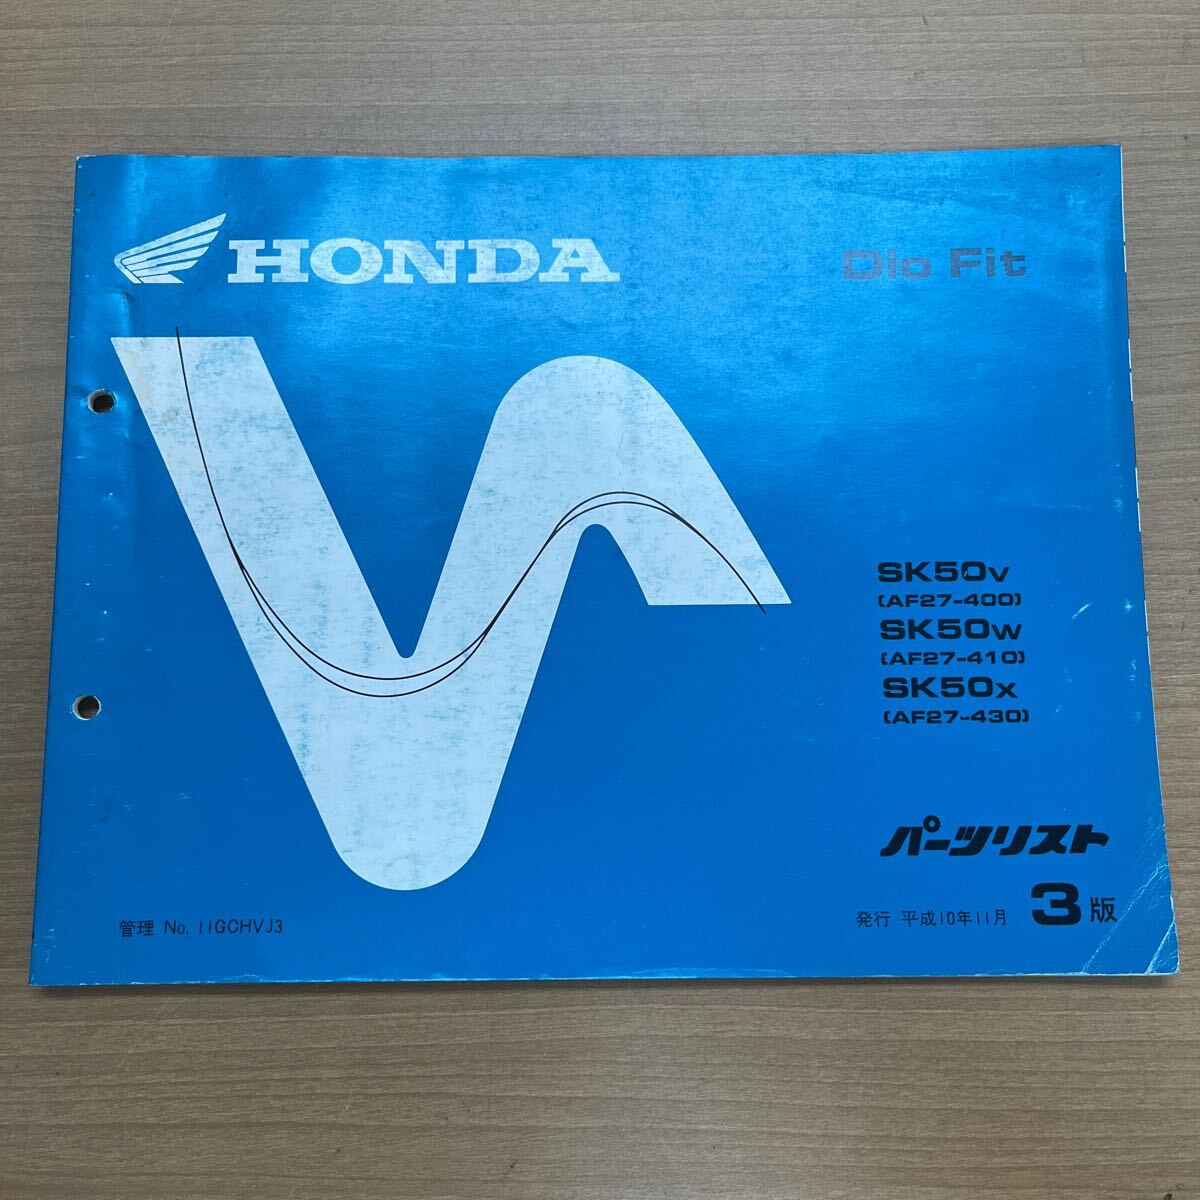 HONDA
Dio Fit
SK50V
(AF27-400)
SK50W
(AF27-410)
SK50X
(AF27-430)
パーツリスト
管理 No. 11GCHVJ3
発行 平成10年11月 3版